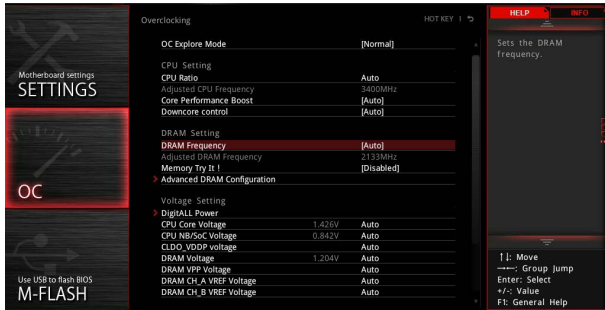 Overclocking
HOT KEY | ↶
HELP
INFO
Motherboard settings
SETTINGS
OC
Use USB to flash BIOS
M-FLASH
OC Explore Mode [Normal]
CPU Setting
CPU Ratio Auto
Adjusted CPU Frequency 3400MHz
Core Performance Boost [Auto]
Downcore control [Auto]
DRAM Setting
DRAM Frequency [Auto]
Adjusted DRAM Frequency 2133MHz
Memory Try It ! [Disabled]
Advanced DRAM Configuration
Voltage Setting
DigitALL Power
CPU Core Voltage 1.426V Auto
CPU NB/SoC Voltage 0.842V Auto
CLDO_VDDP voltage Auto
DRAM Voltage 1.204V Auto
DRAM VPP Voltage Auto
DRAM CH_A VREF Voltage Auto
DRAM CH_B VREF Voltage Auto
Sets the DRAM
frequency.
↑↓: Move
→←: Group Jump
Enter: Select
+/-: Value
F1: General Help